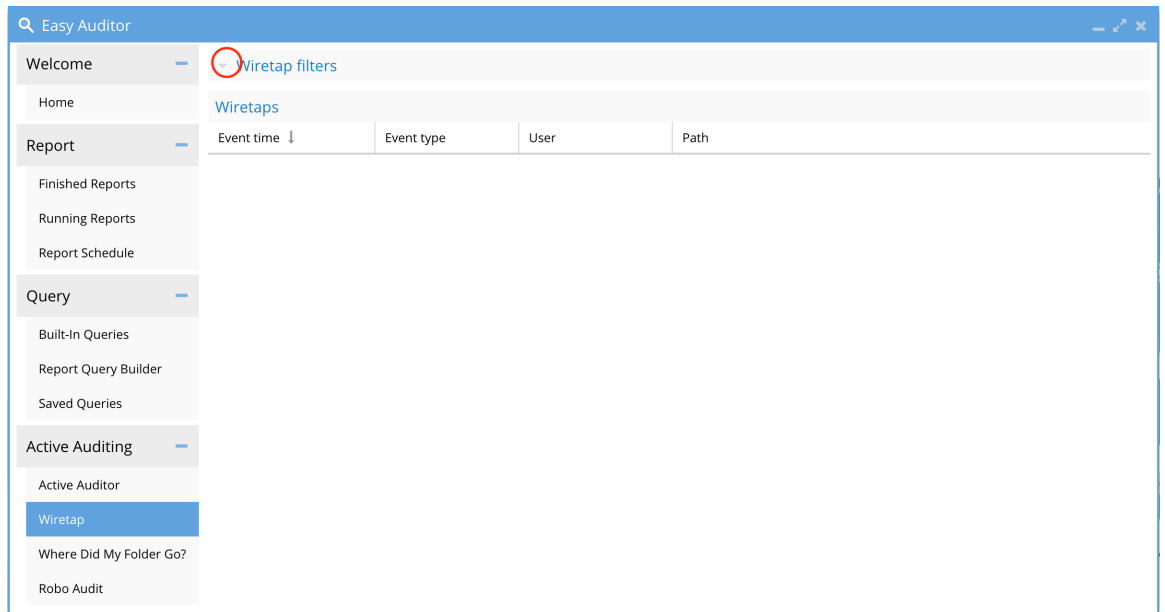 Easy Auditor
Welcome
Home
Report
Finished Reports
Running Reports
Report Schedule
Query
Built-In Queries
Report Query Builder
Saved Queries
Active Auditing
Active Auditor
Wiretap
Where Did My Folder Go?
Robo Audit
Wiretap filters
Wiretaps
Event time Event type User Path